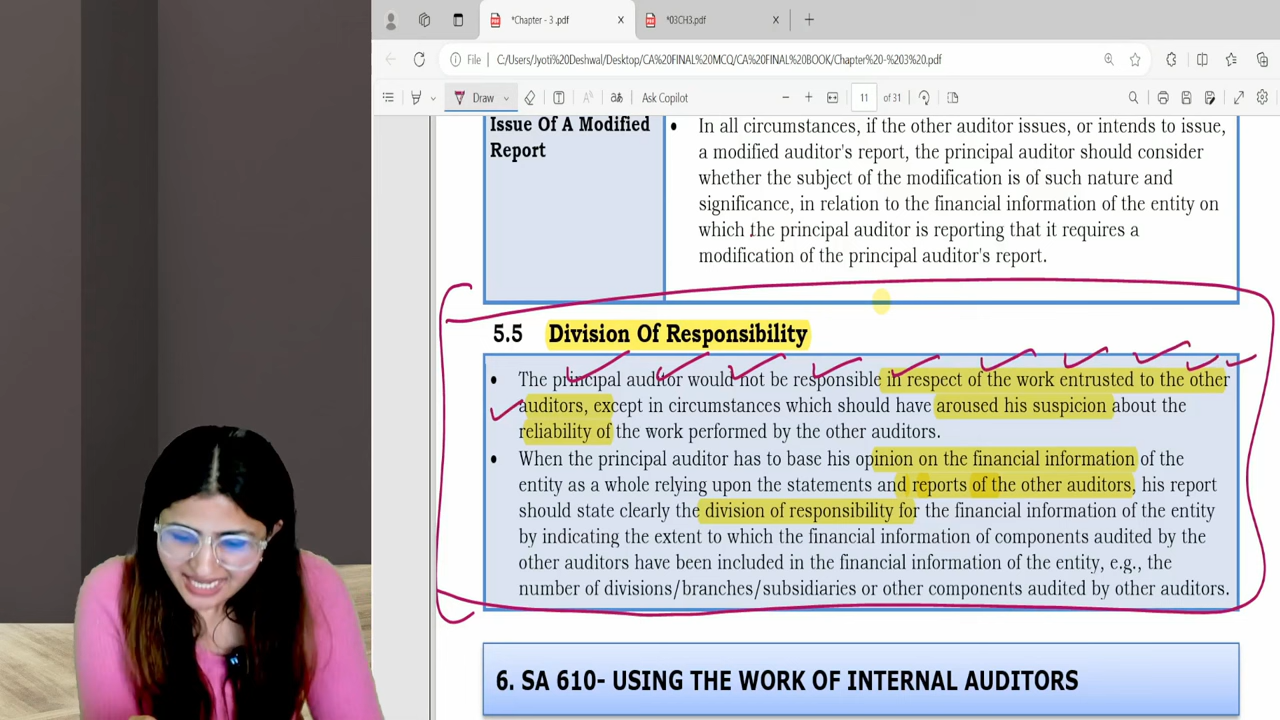 *Chapter - 3 .pdf
*03CH3.pdf
File
C:/Users/Jyoti%20Deshwal/Desktop/CA%20FINAL%20MCQ/CA%20FINAL%20BOOK/Chapter%20-%203%20.pdf
Draw
Ask Copilot
11
of 31
Issue Of A Modified
Report
• In all circumstances, if the other auditor issues, or intends to issue,
a modified auditor's report, the principal auditor should consider
whether the subject of the modification is of such nature and
significance, in relation to the financial information of the entity on
which the principal auditor is reporting that it requires a
modification of the principal auditor's report.
5.5 Division Of Responsibility
• The principal auditor would not be responsible in respect of the work entrusted to the other
auditors, except in circumstances which should have aroused his suspicion about the
reliability of the work performed by the other auditors.
• When the principal auditor has to base his opinion on the financial information of the
entity as a whole relying upon the statements and reports of the other auditors, his report
should state clearly the division of responsibility for the financial information of the entity
by indicating the extent to which the financial information of components audited by the
other auditors have been included in the financial information of the entity, e.g., the
number of divisions/branches/subsidiaries or other components audited by other auditors.
6. SA 610- USING THE WORK OF INTERNAL AUDITORS